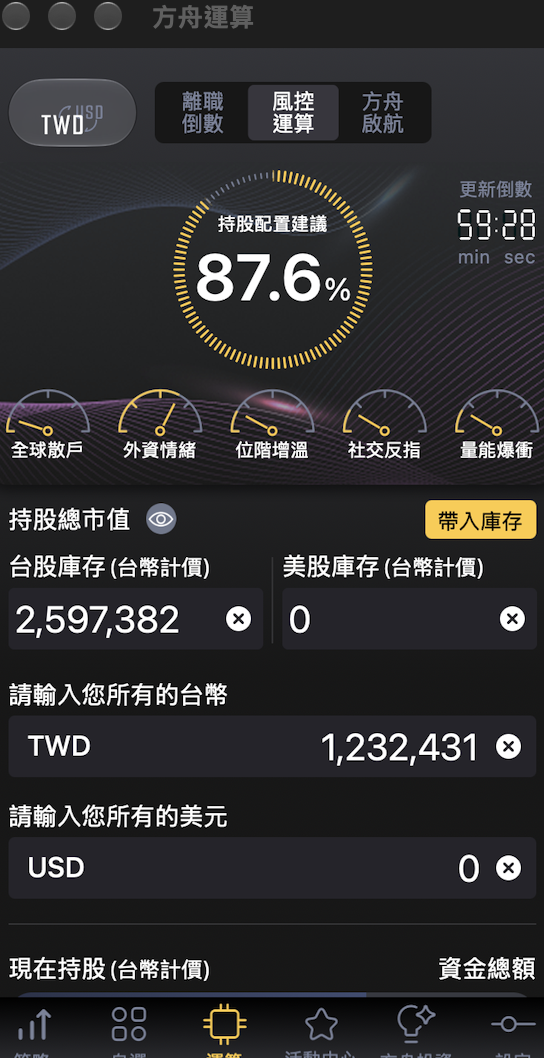 方舟運算
TWD USD
離職倒數
風控運算
方舟啟航
更新倒數
59:28
min sec
持股配置建議
87.6%
全球散戶
外資情緒
位階增溫
社交反指
量能爆衝
持股總市值
帶入庫存
台股庫存 (台幣計價)
美股庫存 (台幣計價)
2,597,382
0
請輸入您所有的台幣
TWD 1,232,431
請輸入您所有的美元
USD 0
現在持股 (台幣計價) 資金總額
運算